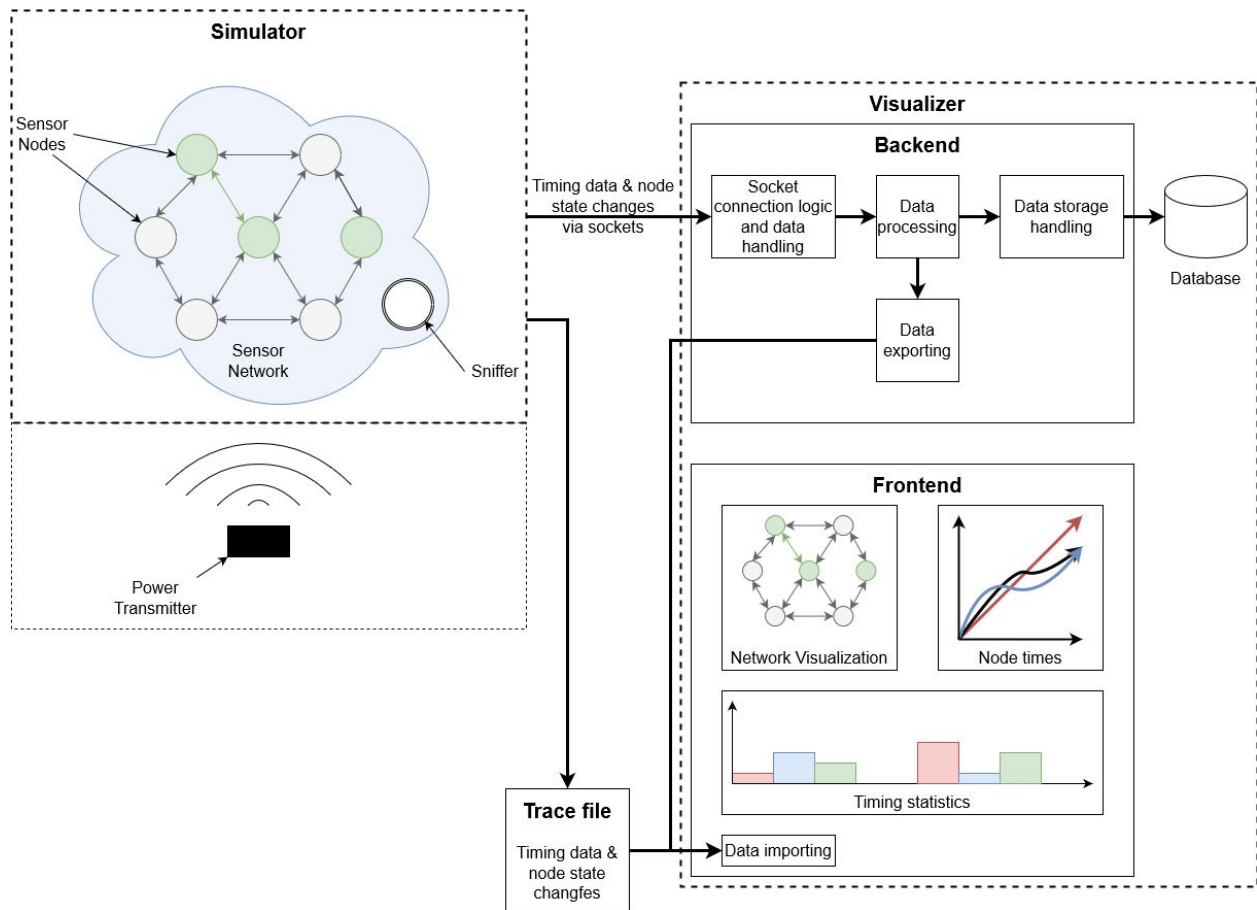 Simulator
Sensor
Nodes
Sensor
Network
Sniffer
Power
Transmitter
Timing data & node
state changes
via sockets
Visualizer
Backend
Socket
connection logic
and data
handling
Data
processing
Data storage
handling
Data
exporting
Database
Frontend
Network Visualization
Node times
Timing statistics
Data importing
Trace file
Timing data &
node state
changfes